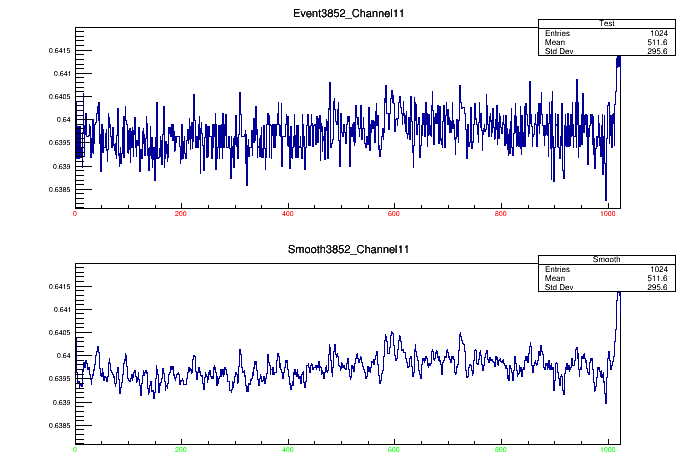 Event3852_Channel11
Test
Entries 1024
Mean 511.6
Std Dev 295.6
0.6415
0.641
0.6405
0.64
0.6395
0.639
0.6385
0 200 400 600 800 1000
Smooth3852_Channel11
Smooth
Entries 1024
Mean 511.6
Std Dev 295.6
0.6415
0.641
0.6405
0.64
0.6395
0.639
0.6385
0 200 400 600 800 1000